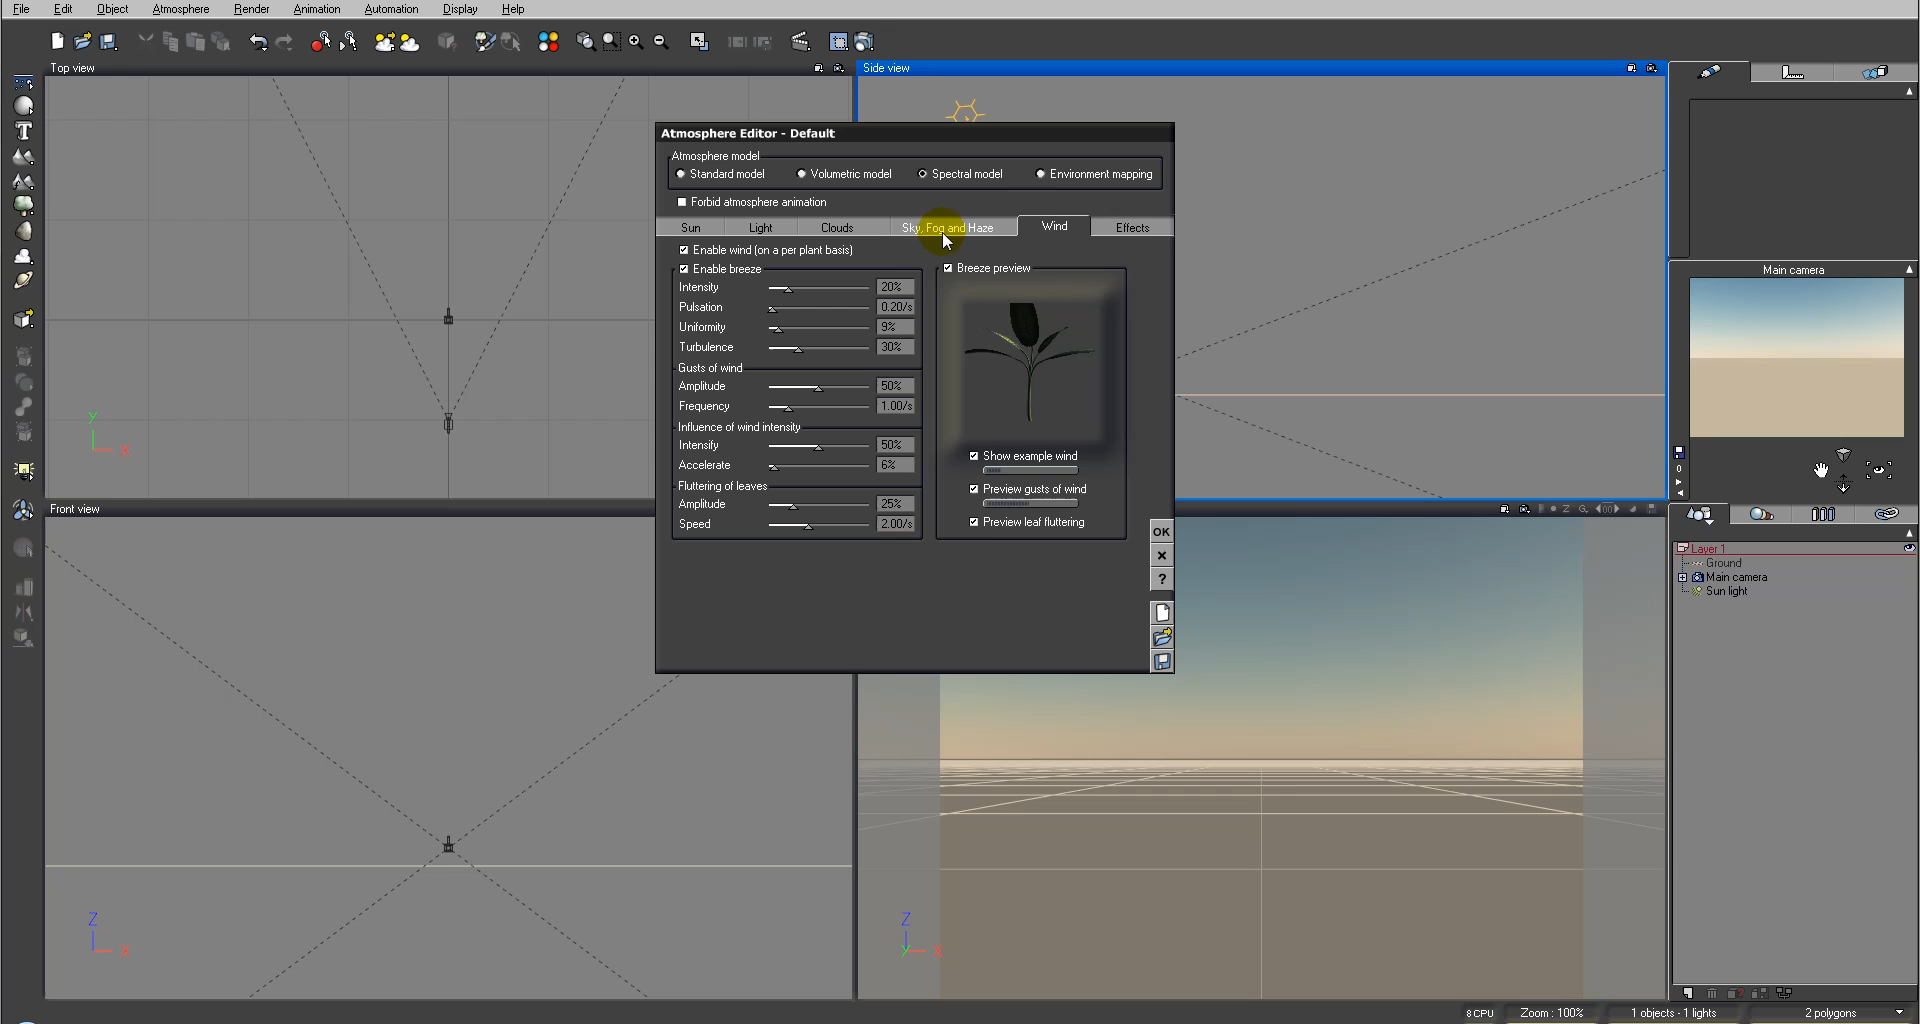 File Edit Object Atmosphere Render Animation Automation Display Help
Top view
Side view
Atmosphere Editor - Default
Atmosphere model
Standard model Volumetric model Spectral model Environment mapping
Forbid atmosphere animation
Sun Light Clouds Sky, Fog and Haze Wind Effects
Enable wind (on a per plant basis)
Enable breeze
Intensity 20%
Pulsation 0.20/s
Uniformity 9%
Turbulence 30%
Gusts of wind
Amplitude 50%
Frequency 1.00/s
Influence of wind intensity
Intensify 50%
Accelerate 6%
Fluttering of leaves
Amplitude 25%
Speed 2.00/s
Breeze preview
Show example wind
Preview gusts of wind
Preview leaf fluttering
OK
?
Y
X
Front view
Z
X
Z
Y X
Main camera
0
Layer 1
Ground
Main camera
Sun light
8 CPU Zoom : 100% 1 objects - 1 lights 2 polygons